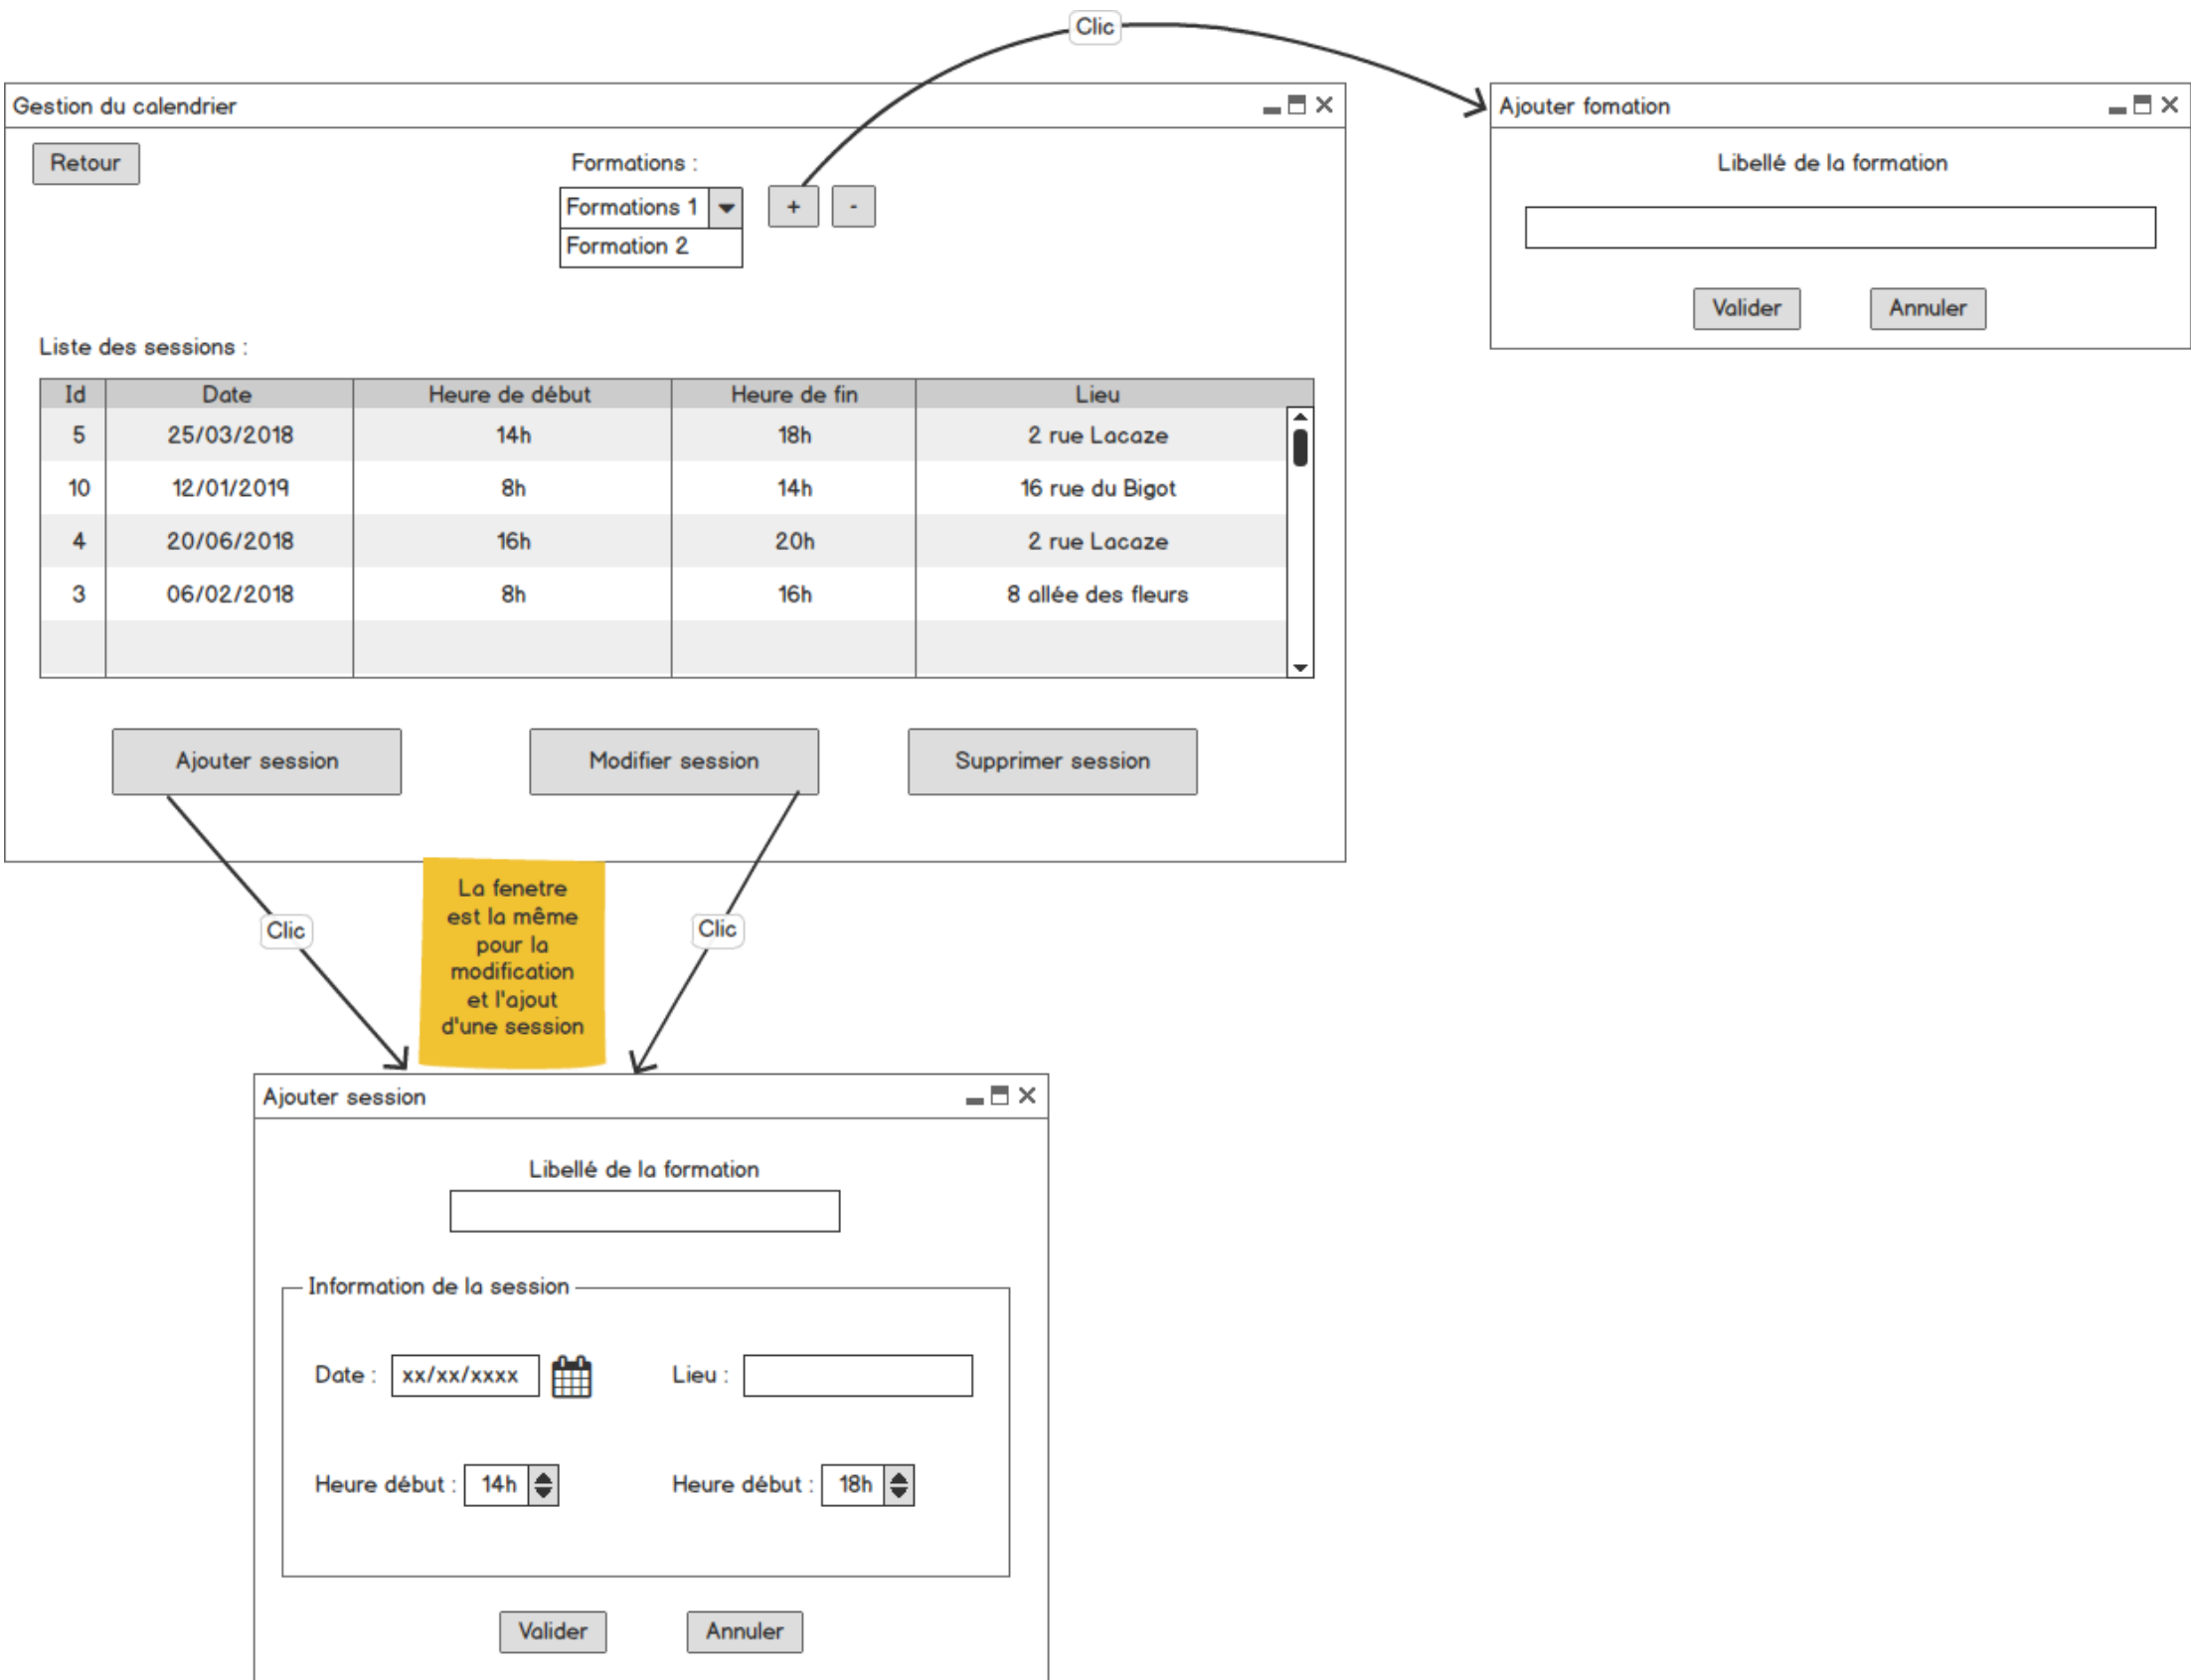 Clic
Gestion du calendrier
Ajouter fomation
Retour
Formations :
Libellé de la formation
Formations 1
+
-
Formation 2
Valider
Annuler
Liste des sessions :
Id Date Heure de début Heure de fin Lieu
5 25/03/2018 14h 18h 2 rue Lacaze
10 12/01/2019 8h 14h 16 rue du Bigot
4 20/06/2018 16h 20h 2 rue Lacaze
3 06/02/2018 8h 16h 8 allée des fleurs
Ajouter session
Modifier session
Supprimer session
Clic
La fenetre
est la même
pour la
modification
et l'ajout
d'une session
Clic
Ajouter session
Libellé de la formation
Information de la session
Date : xx/xx/xxxx
Lieu :
Heure début : 14h
Heure début : 18h
Valider
Annuler